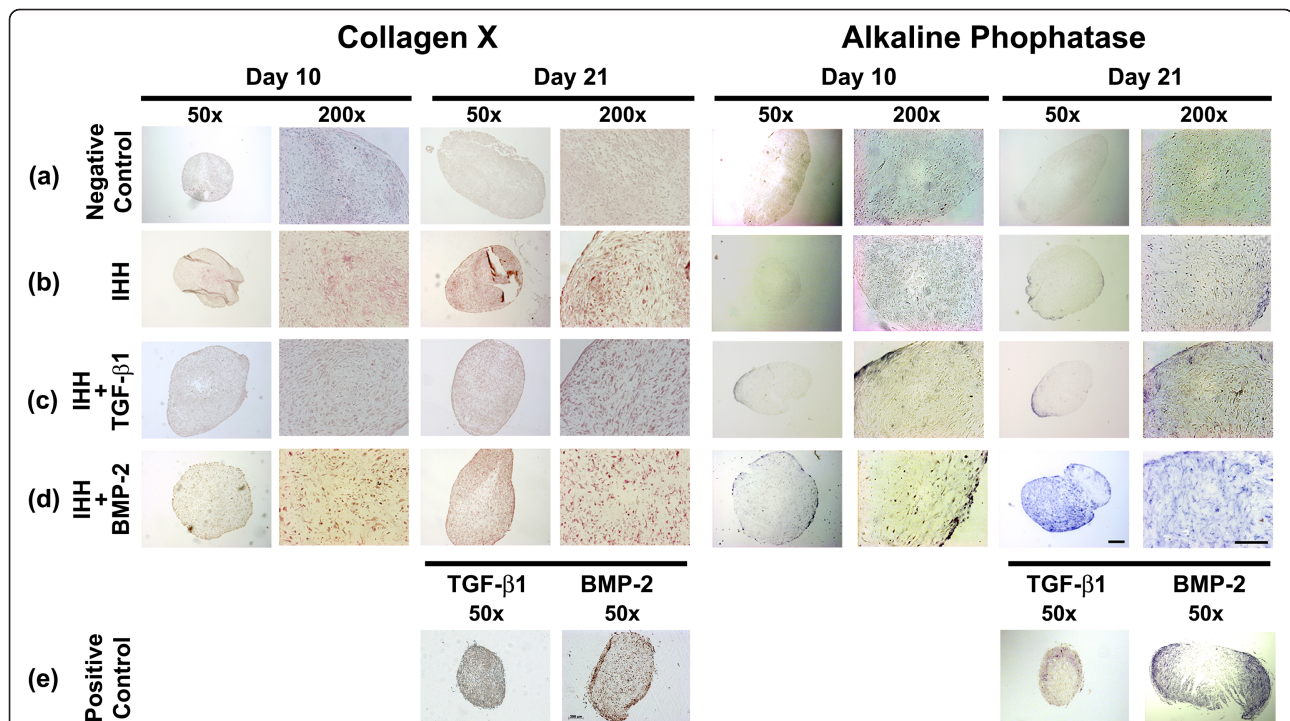 Collagen X Alkaline Phophatase
Day 10 Day 21 Day 10 Day 21
50x 200x 50x 200x 50x 200x 50x 200x
(a) Negative Control
(b) IHH
(c) IHH + TGF-β1
(d) IHH + BMP-2
TGF-β1 BMP-2 TGF-β1 BMP-2
50x 50x 50x 50x
(e) Positive Control